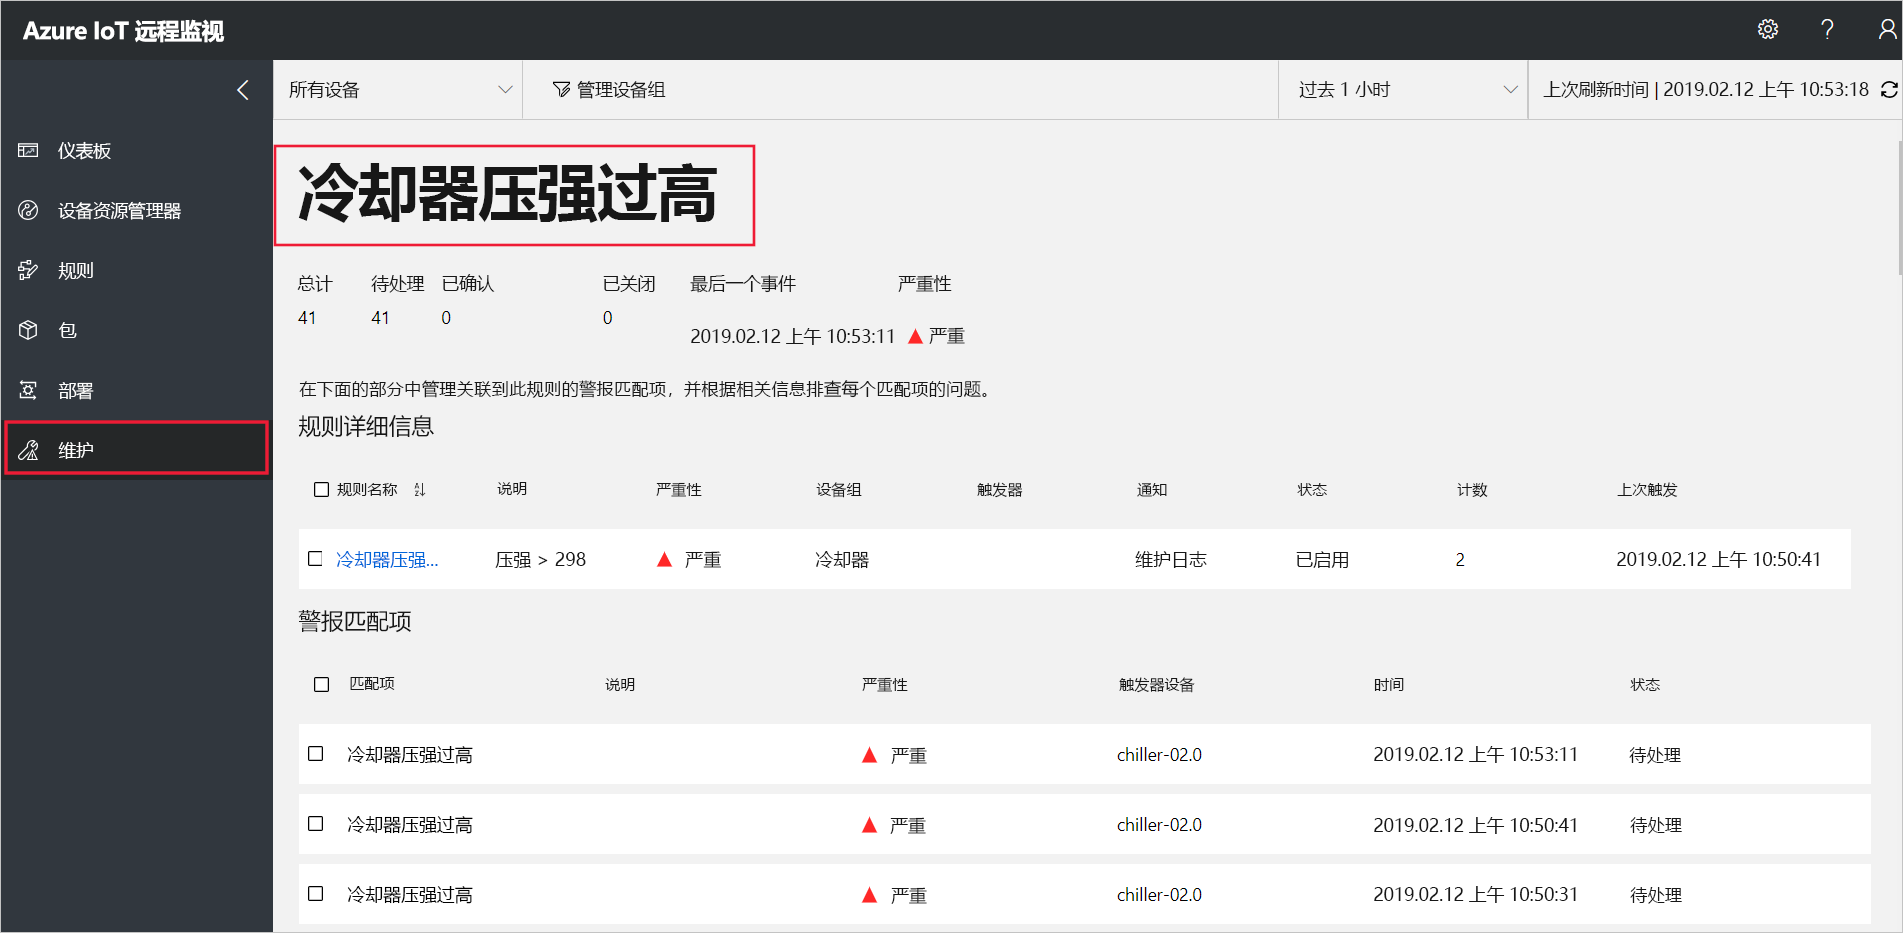 Azure IoT 远程监视
所有设备
管理设备组
过去 1 小时
上次刷新时间 | 2019.02.12 上午 10:53:18
仪表板
设备资源管理器
规则
包
部署
维护
冷却器压强过高
总计 待处理 已确认 已关闭 最后一个事件 严重性
41 41 0 0
2019.02.12 上午 10:53:11 严重
在下面的部分中管理关联到此规则的警报匹配项，并根据相关信息排查每个匹配项的问题。
规则详细信息
规则名称 说明 严重性 设备组 触发器 通知 状态 计数 上次触发
冷却器压强... 压强 > 298 严重 冷却器 维护日志 已启用 2 2019.02.12 上午 10:50:41
警报匹配项
匹配项 说明 严重性 触发器设备 时间 状态
冷却器压强过高 严重 chiller-02.0 2019.02.12 上午 10:53:11 待处理
冷却器压强过高 严重 chiller-02.0 2019.02.12 上午 10:50:41 待处理
冷却器压强过高 严重 chiller-02.0 2019.02.12 上午 10:50:31 待处理